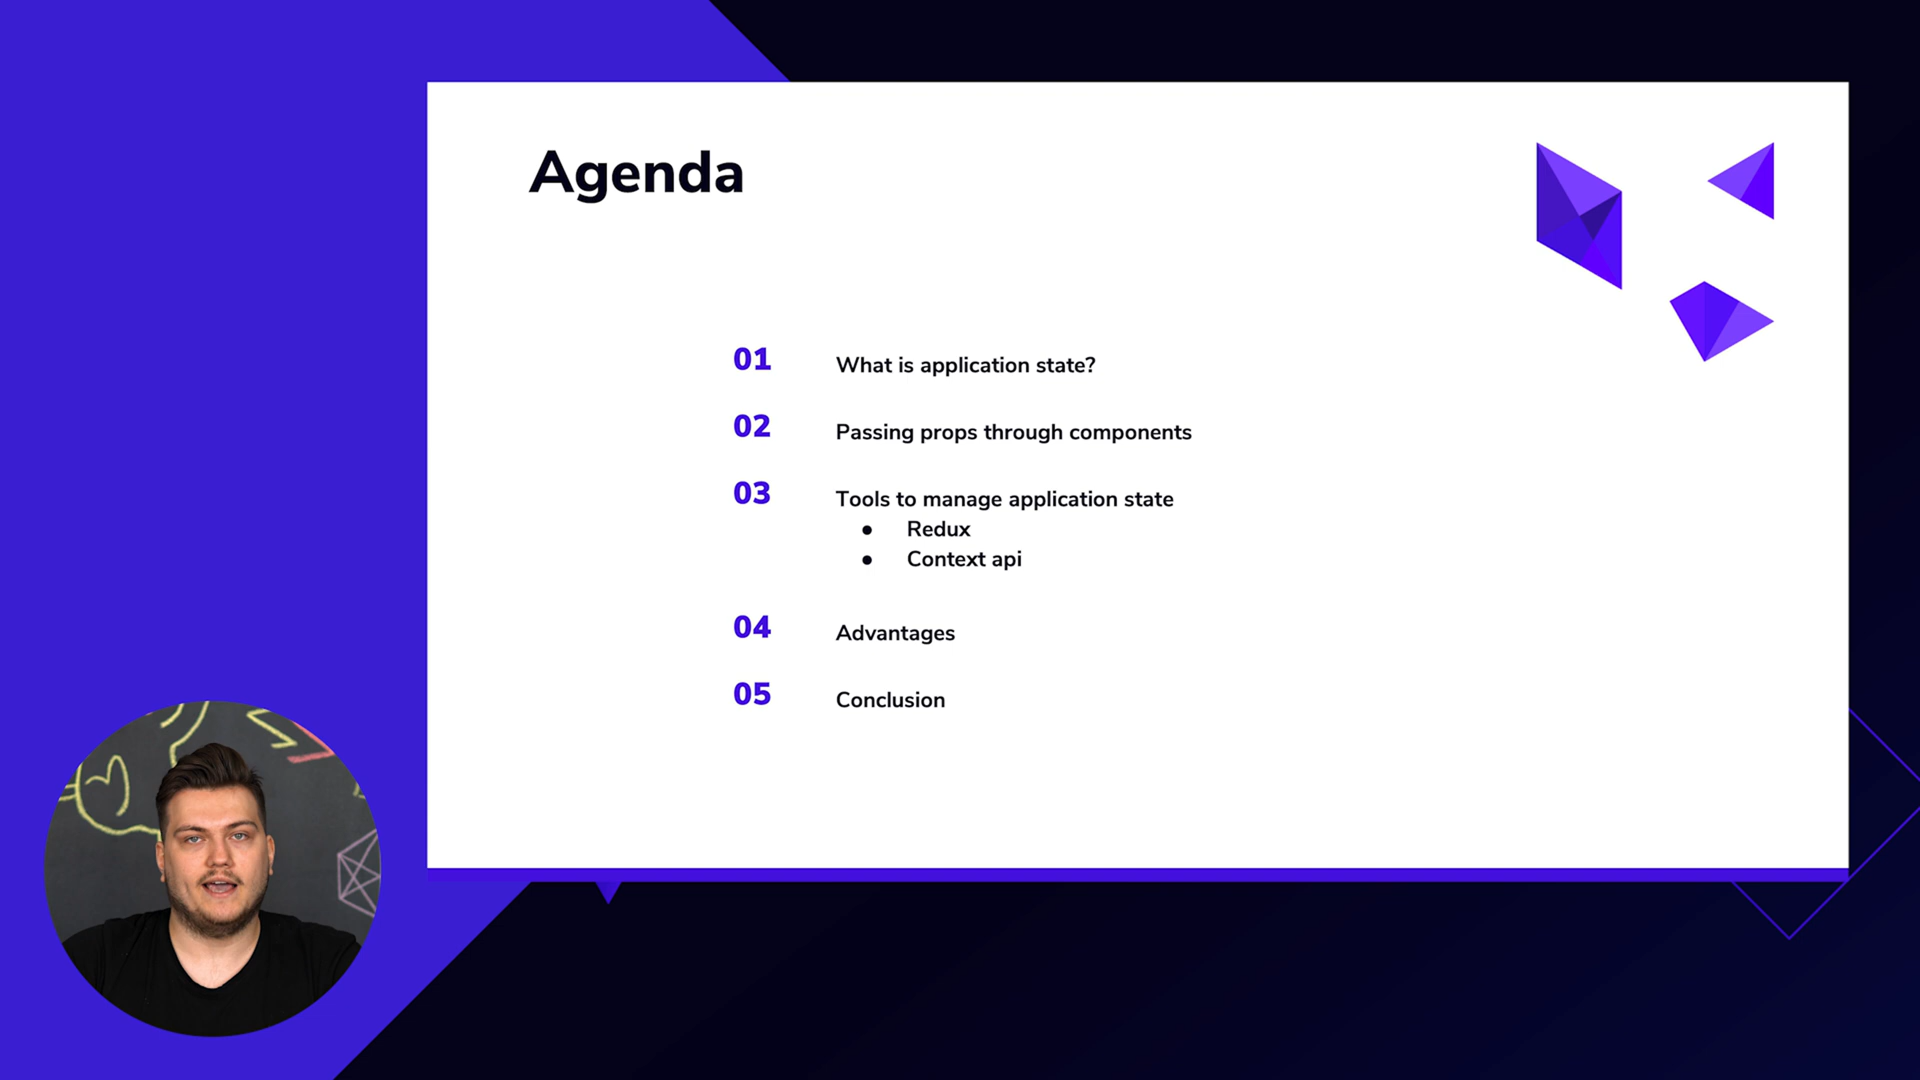 Agenda
01 What is application state?
02 Passing props through components
03 Tools to manage application state
● Redux
● Context api
04 Advantages
05 Conclusion